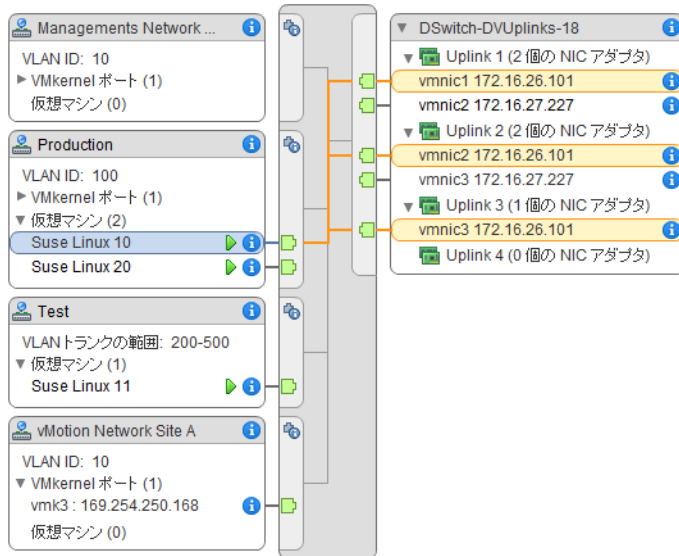 Managements Network ...
VLAN ID: 10
VMkernel ポート (1)
仮想マシン (0)
Production
VLAN ID: 100
VMkernel ポート (1)
仮想マシン (2)
Suse Linux 10
Suse Linux 20
Test
VLANトランクの範囲: 200-500
仮想マシン (1)
Suse Linux 11
vMotion Network Site A
VLAN ID: 10
VMkernel ポート (1)
vmk3 : 169.254.250.168
仮想マシン (0)
DSwitch-DVUplinks-18
Uplink 1 (2 個の NIC アダプタ)
vmnic1 172.16.26.101
vmnic2 172.16.27.227
Uplink 2 (2 個の NIC アダプタ)
vmnic2 172.16.26.101
vmnic3 172.16.27.227
Uplink 3 (1 個の NIC アダプタ)
vmnic3 172.16.26.101
Uplink 4 (0 個の NIC アダプタ)